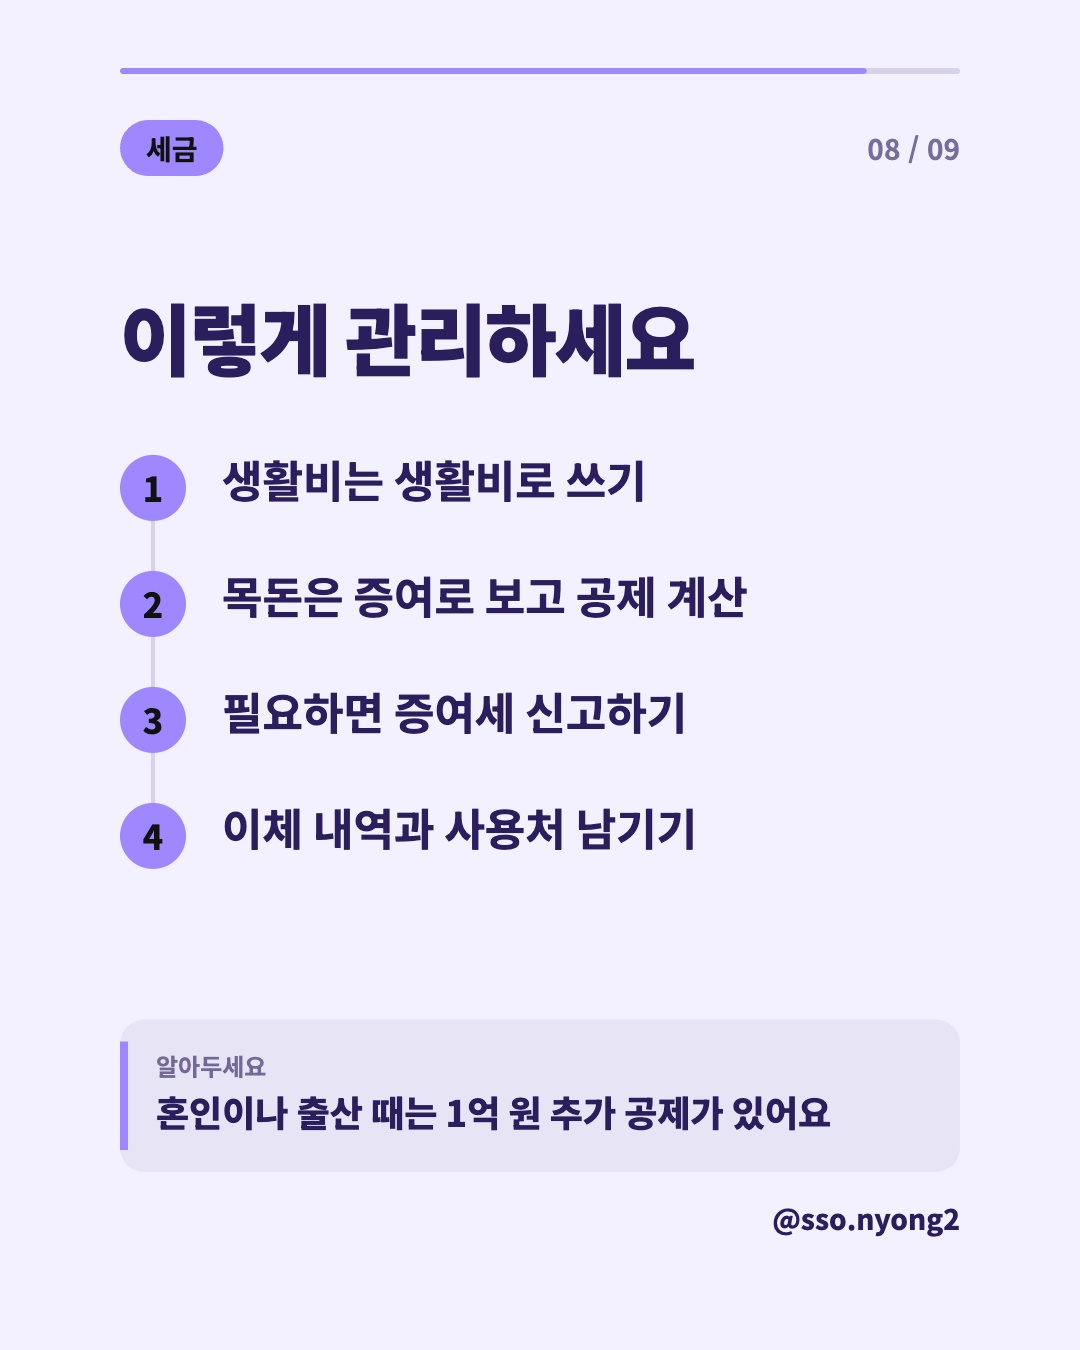 세금
08 / 09
이렇게 관리하세요
1 생활비는 생활비로 쓰기
2 목돈은 증여로 보고 공제 계산
3 필요하면 증여세 신고하기
4 이체 내역과 사용처 남기기
알아두세요
혼인이나 출산 때는 1억 원 추가 공제가 있어요
@sso.nyong2